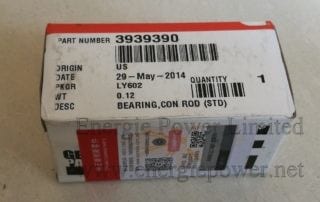 PART NUMBER 3939390
ORIGIN US
DATE 29-May-2014
PKGR LY602 QUANTITY 1
WT 0.12
DESC BEARING,CON ROD (STD)
Energie Power Limited
www.energiepower.net